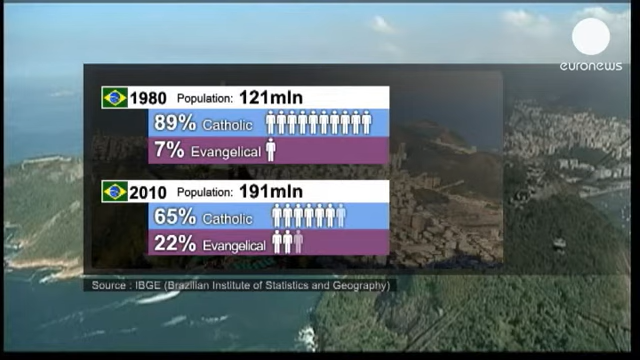 euronews
1980 Population: 121mln
89% Catholic
7% Evangelical
2010 Population: 191mln
65% Catholic
22% Evangelical
Source : IBGE (Brazilian Institute of Statistics and Geography)